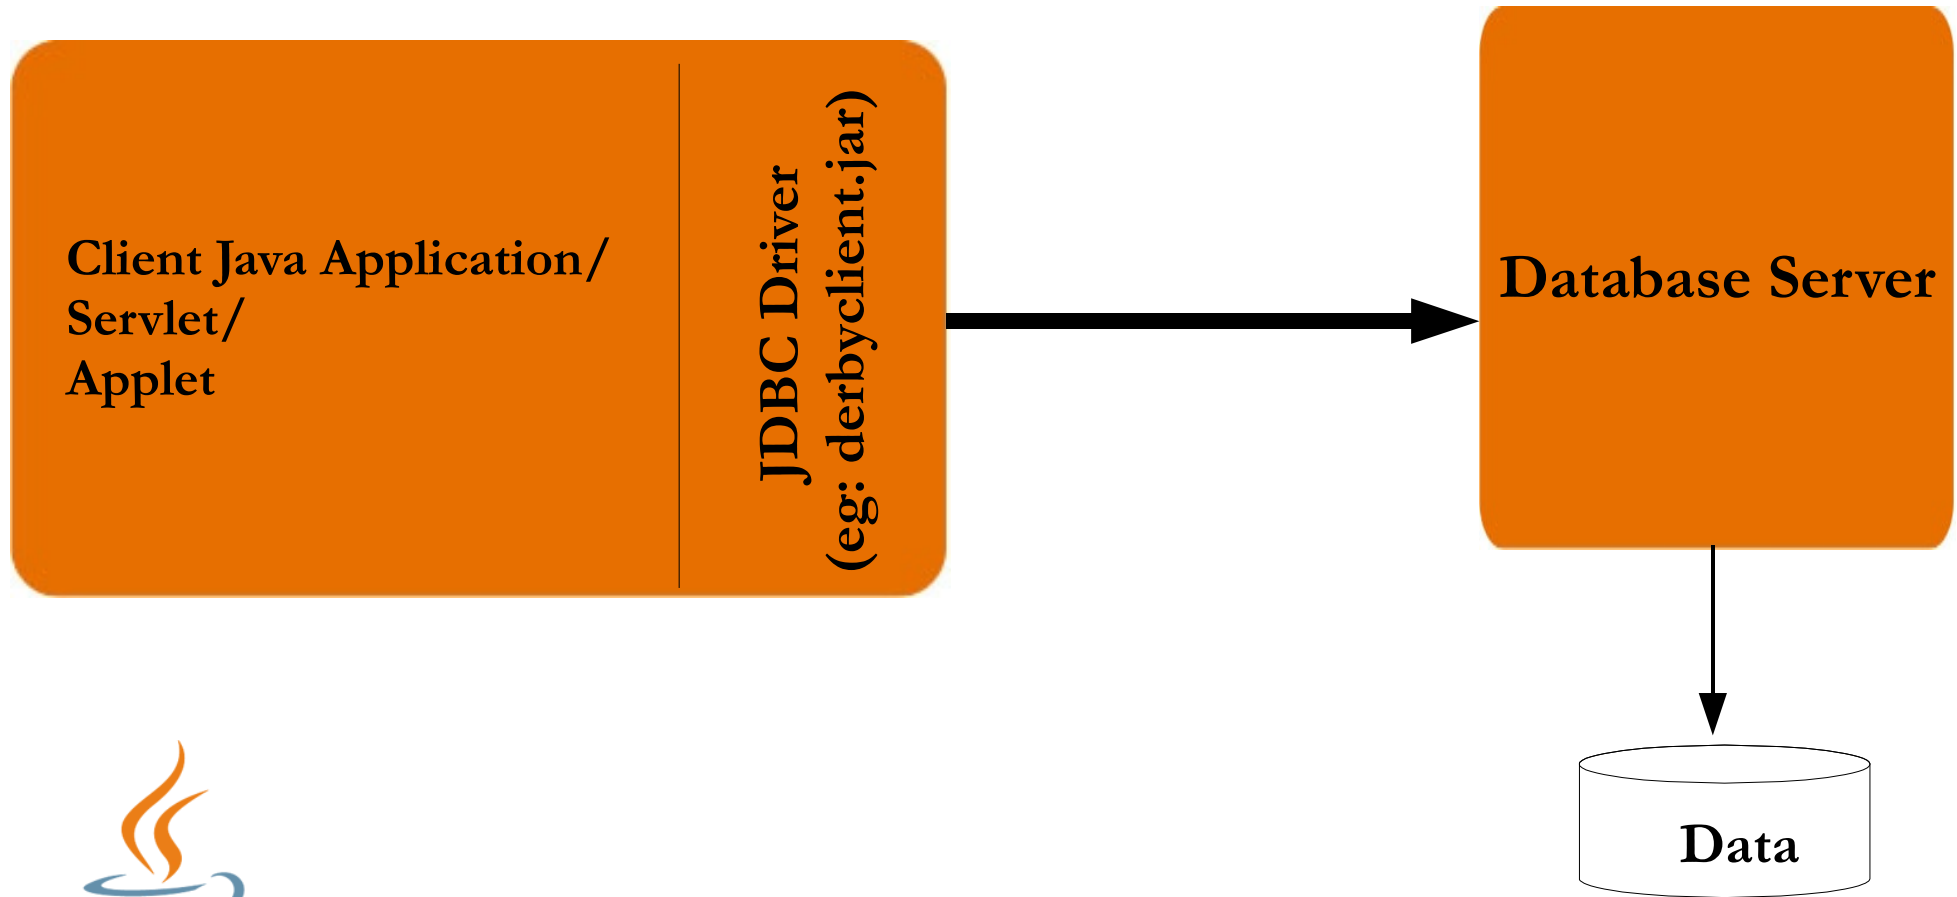 Client Java Application/
Servlet/
Applet
JDBC Driver
(eg: derbyclient.jar)
Database Server
Data